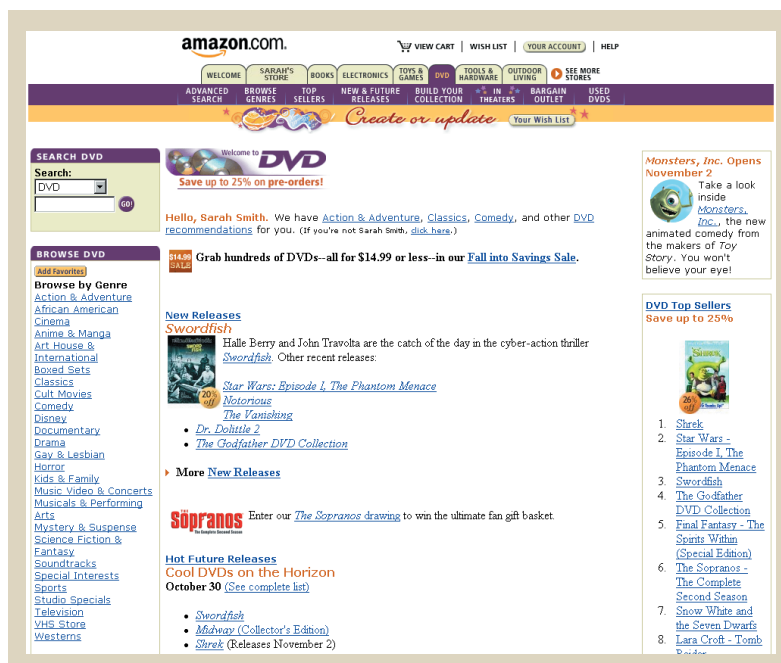 amazon.com.
VIEW CART | WISH LIST | YOUR ACCOUNT | HELP
WELCOME
SARAH'S STORE
BOOKS
ELECTRONICS
TOYS & GAMES
DVD
TOOLS & HARDWARE
OUTDOOR LIVING
SEE MORE STORES
ADVANCED SEARCH
BROWSE GENRES
TOP SELLERS
NEW & FUTURE RELEASES
BUILD YOUR COLLECTION
IN THEATERS
BARGAIN OUTLET
USED DVDS
Create or update Your Wish List
SEARCH DVD
Search:
DVD
GO!
BROWSE DVD
Add Favorites
Browse by Genre
Action & Adventure
African American
Cinema
Anime & Manga
Art House &
International
Boxed Sets
Classics
Cult Movies
Comedy
Disney
Documentary
Drama
Gay & Lesbian
Horror
Kids & Family
Music Video & Concerts
Musicals & Performing
Arts
Mystery & Suspense
Science Fiction &
Fantasy
Soundtracks
Special Interests
Sports
Studio Specials
Television
VHS Store
Westerns
Welcome to DVD
Save up to 25% on pre-orders!
Hello, Sarah Smith. We have Action & Adventure, Classics, Comedy, and other DVD
recommendations for you. (If you're not Sarah Smith, click here.)
$14.99
SALE
Grab hundreds of DVDs--all for $14.99 or less--in our Fall into Savings Sale.
New Releases
Swordfish
20% off
Halle Berry and John Travolta are the catch of the day in the cyber-action thriller
Swordfish. Other recent releases:
Star Wars: Episode I, The Phantom Menace
Notorious
The Vanishing
• Dr. Dolittle 2
• The Godfather DVD Collection
More New Releases
THE
Sopranos
The Complete Second Season
Enter our The Sopranos drawing to win the ultimate fan gift basket.
Hot Future Releases
Cool DVDs on the Horizon
October 30 (See complete list)
• Swordfish
• Midway (Collector's Edition)
• Shrek (Releases November 2)
Monsters, Inc. Opens
November 2
Take a look
inside
Monsters,
Inc., the new
animated comedy from
the makers of Toy
Story. You won't
believe your eye!
DVD Top Sellers
Save up to 25%
SHREK
26% off
1. Shrek
2. Star Wars -
Episode I, The
Phantom Menace
3. Swordfish
4. The Godfather
DVD Collection
5. Final Fantasy - The
Spirits Within
(Special Edition)
6. The Sopranos -
The Complete
Second Season
7. Snow White and
the Seven Dwarfs
8. Lara Croft - Tomb
Raider